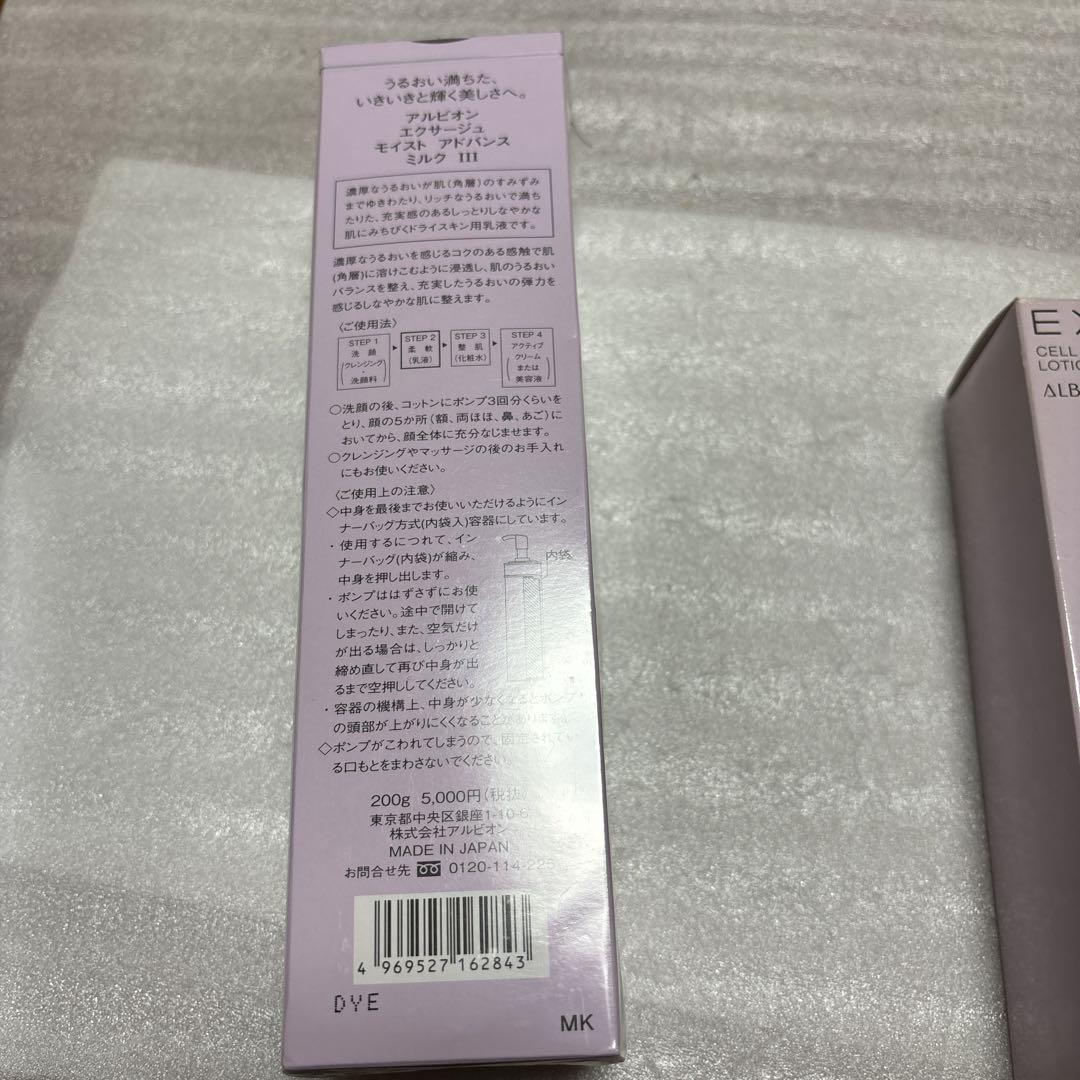 うるおい満ちた、
いきいきと輝く美しさへ。
アルビオン
エクサージュ
モイスト アドバンス
ミルク III
濃厚なうるおいが肌(角層)のすみずみ
までゆきわたり、リッチなうるおいで満ち
たりた、充実感のあるしっとりしなやかな
肌にみちびくドライスキン用乳液です。
濃厚なうるおいを感じるコクのある感触で肌
(角層)に溶けこむように浸透し、肌のうるおい
バランスを整え、充実したうるおいの弾力を
感じるしなやかな肌に整えます。
〈ご使用法〉
STEP 1
洗顔
(クレンジング・
洗顔料)
STEP 2
柔軟
(乳液)
STEP 3
整肌
(化粧水)
STEP 4
アクティブ
クリーム
または
美容液
○洗顔の後、コットンにポンプ3回分くらいを
とり、顔の5か所(額、両ほほ、鼻、あご)に
おいてから、顔全体に充分なじませます。
○クレンジングやマッサージの後のお手入れ
にもお使いください。
〈ご使用上の注意〉
◇中身を最後までお使いいただけるようにイン
ナーバッグ方式(内袋入)容器にしています。
・使用するにつれて、イン
ナーバッグ(内袋)が縮み、
中身を押し出します。
・ポンプははずさずにお使
いください。途中で開けて
しまったり、また、空気だけ
が出る場合は、しっかりと
締め直して再び中身が出
るまで空押ししてください。
内袋
・容器の機構上、中身が少なくなるとポンプ
の頭部が上がりにくくなることがあります。
◇ポンプがこわれてしまうので、固定されてい
る口もとをまわさないでください。
200g 5,000円(税抜)
東京都中央区銀座1-10-6
株式会社アルビオン
MADE IN JAPAN
お問合せ先 0120-114-225
4 969527 162843
DYE
MK
EX
CELL
LOTIO
ALB